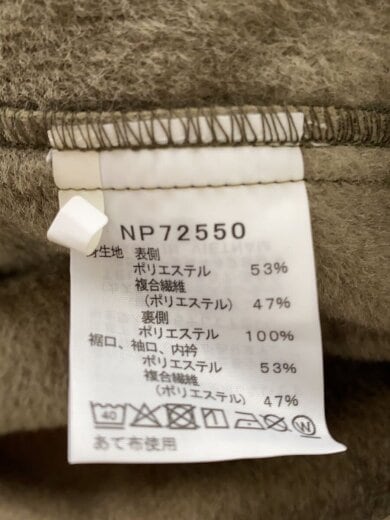 NP72550
身生地 表側
ポリエステル 53%
複合繊維
(ポリエステル) 47%
裏側
ポリエステル 100%
裾口、袖口、内衿
ポリエステル 53%
複合繊維
(ポリエステル) 47%
40 W
あて布使用